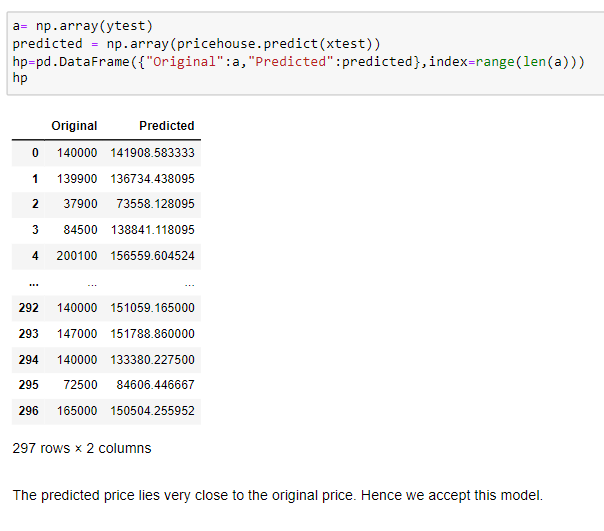 a= np.array(ytest)
predicted = np.array(pricehouse.predict(xtest))
hp=pd.DataFrame({"Original":a,"Predicted":predicted},index=range(len(a)))
hp
Original Predicted
0 140000 141908.583333
1 139900 136734.438095
2 37900 73558.128095
3 84500 138841.118095
4 200100 156559.604524
... ... ...
292 140000 151059.165000
293 147000 151788.860000
294 140000 133380.227500
295 72500 84606.446667
296 165000 150504.255952
297 rows × 2 columns
The predicted price lies very close to the original price. Hence we accept this model.